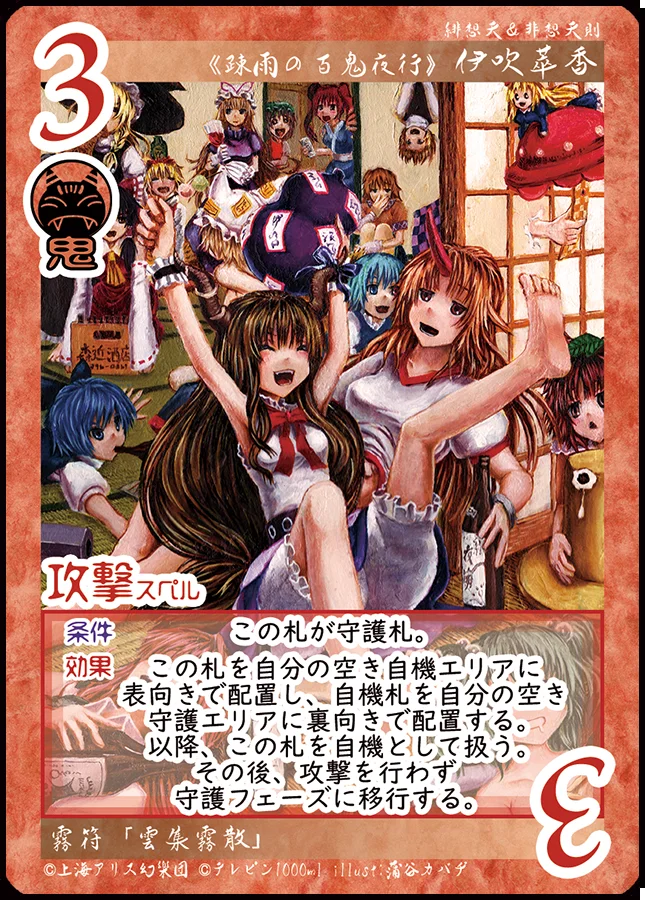 3
緋想天&非想天則
《疎雨の百鬼夜行》 伊吹萃香
鬼
森近酒店
攻撃スペル
条件
この札が守護札。
効果
この札を自分の空き自機エリアに
表向きで配置し、自機札を自分の空き
守護エリアに裏向きで配置する。
以降、この札を自機として扱う。
その後、攻撃を行わず
守護フェーズに移行する。
3
霧符「雲集霧散」
©上海アリス幻樂団 ©テレピン1000ml illust:蒲谷カバヂ